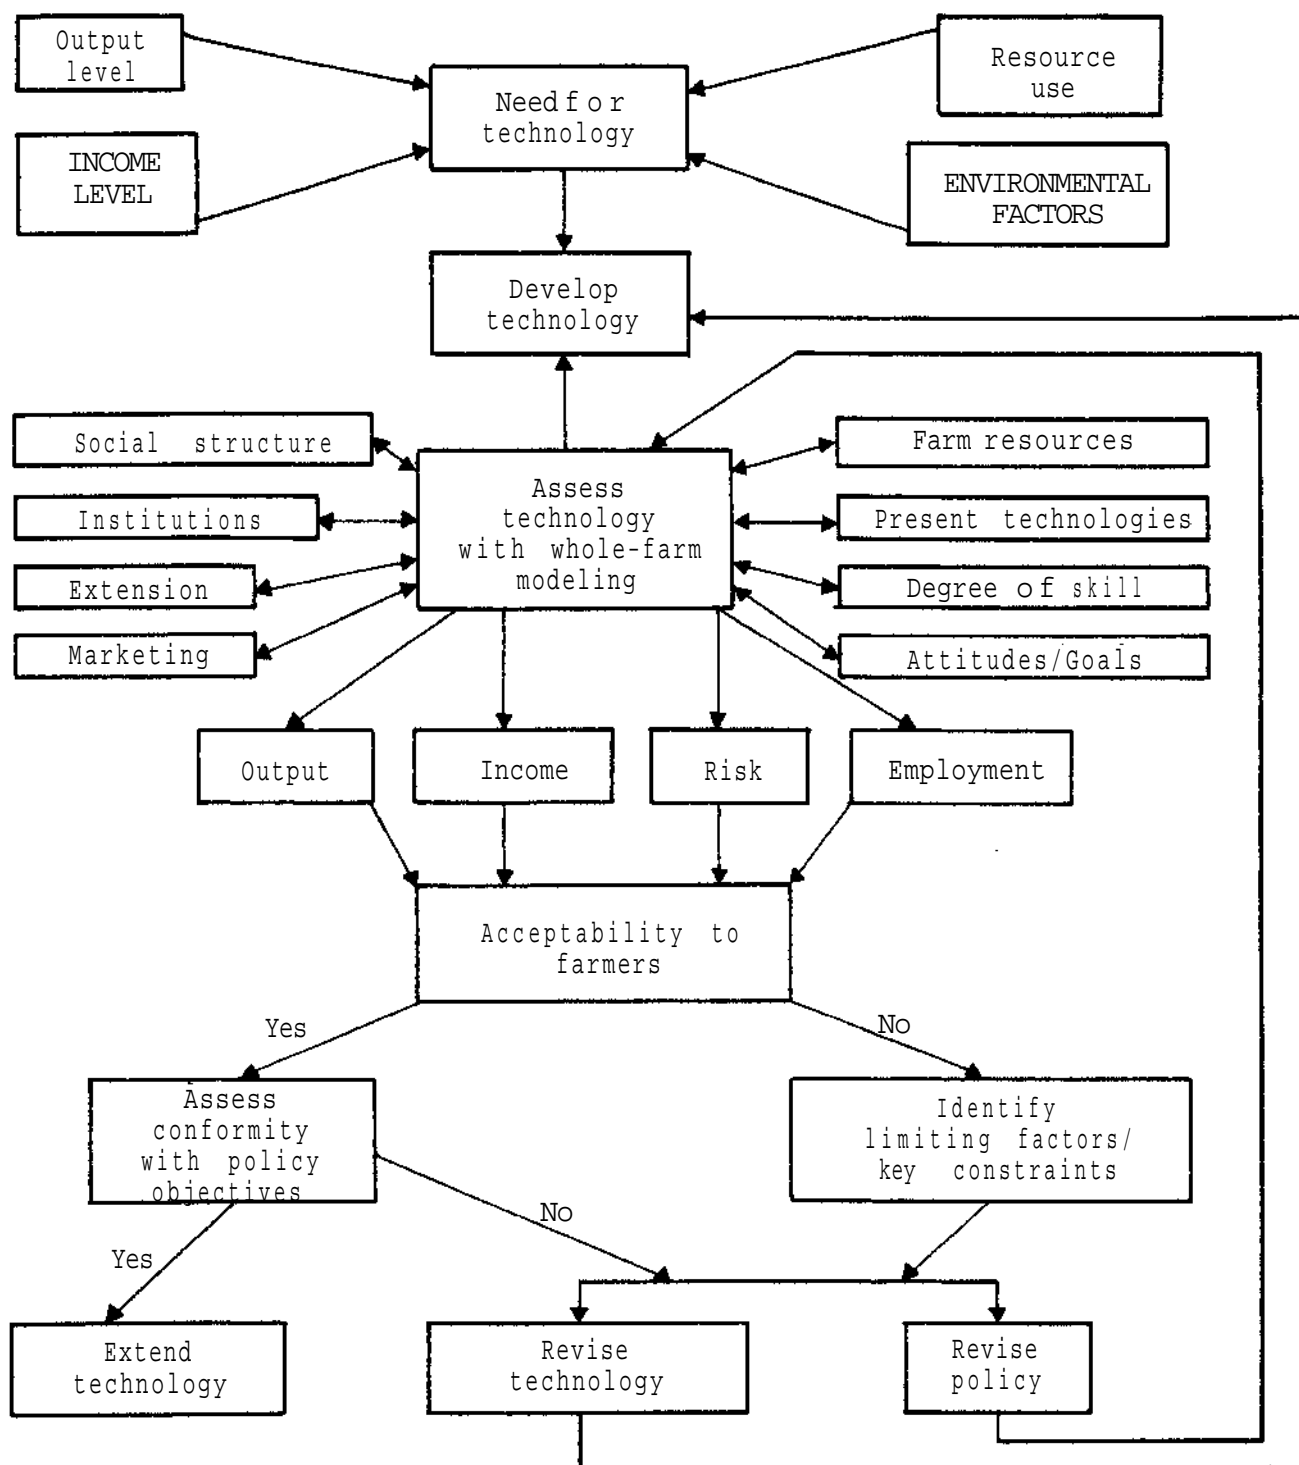 Output
level
Resource
use
Need for
technology
INCOME
LEVEL
ENVIRONMENTAL
FACTORS
Develop
technology
Social structure
Farm resources
Assess
technology
with whole-farm
modeling
Institutions
Present technologies
Extension
Degree of skill
Marketing
Attitudes/Goals
Output
Income
Risk
Employment
Acceptability to
farmers
Yes
No
Assess
conformity
with policy
objectives
Identify
limiting factors/
key constraints
No
Yes
Extend
technology
Revise
technology
Revise
policy